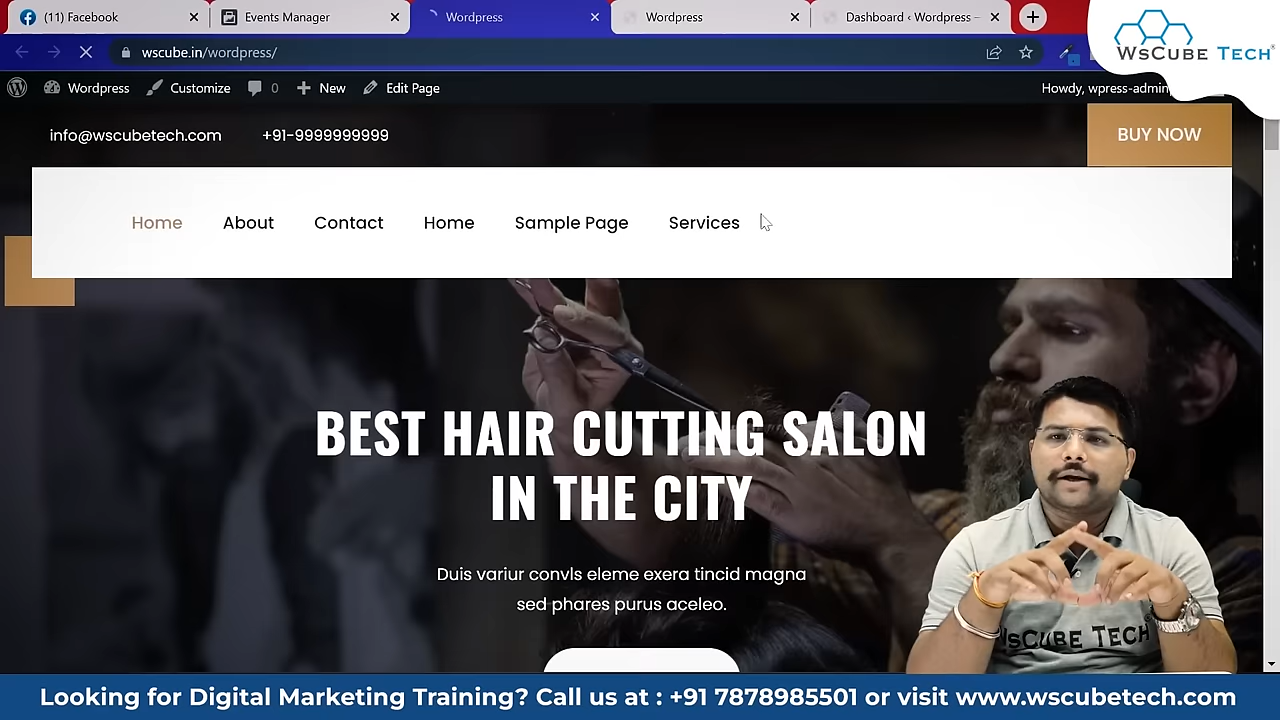 (11) Facebook
Events Manager
Wordpress
Wordpress
Dashboard ‹ Wordpress –
WsCube Tech
wscube.in/wordpress/
Wordpress
Customize
0
New
Edit Page
Howdy, wpress-admin
info@wscubetech.com
+91-9999999999
BUY NOW
Home
About
Contact
Home
Sample Page
Services
BEST HAIR CUTTING SALON
IN THE CITY
Duis variur convls eleme exera tincid magna
sed phares purus aceleo.
WsCube Tech
Looking for Digital Marketing Training? Call us at : +91 7878985501 or visit www.wscubetech.com